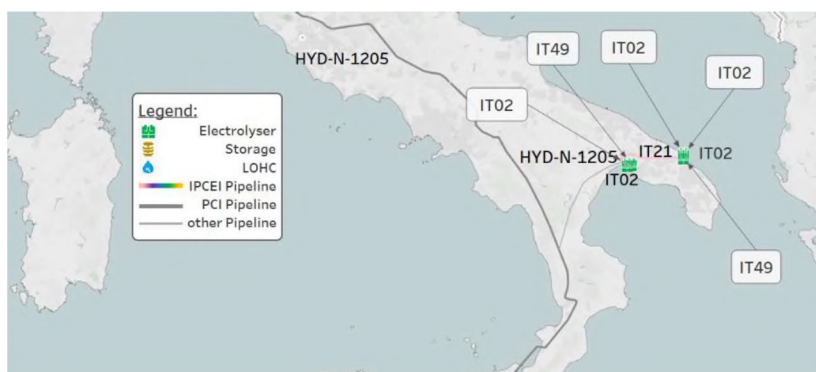 IT49
IT02
IT02
HYD-N-1205
IT02
Legend:
Electrolyser
Storage
LOHC
IPCEI Pipeline
PCI Pipeline
other Pipeline
HYD-N-1205
IT21
IT02
IT02
IT49